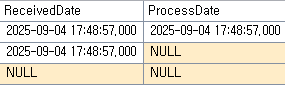 ReceivedDate ProcessDate
2025-09-04 17:48:57,000 2025-09-04 17:48:57,000
2025-09-04 17:48:57,000 NULL
NULL NULL